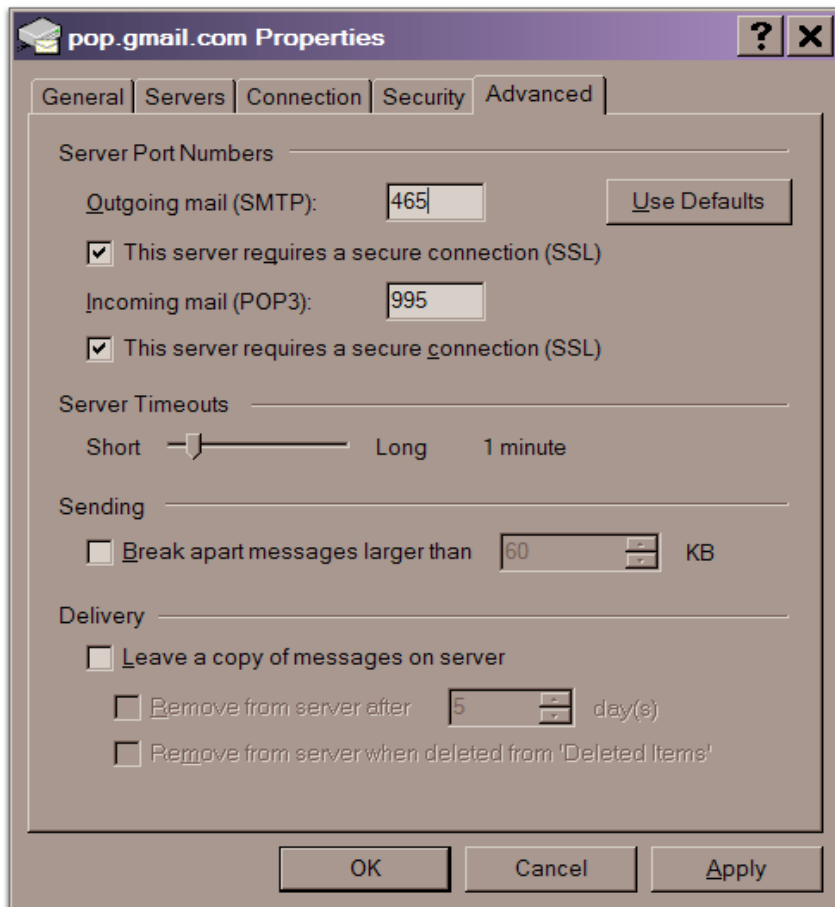 pop.gmail.com Properties
General Servers Connection Security Advanced
Server Port Numbers
Outgoing mail (SMTP): 465 Use Defaults
This server requires a secure connection (SSL)
Incoming mail (POP3): 995
This server requires a secure connection (SSL)
Server Timeouts
Short Long 1 minute
Sending
Break apart messages larger than 60 KB
Delivery
Leave a copy of messages on server
Remove from server after 5 day(s)
Remove from server when deleted from 'Deleted Items'
OK Cancel Apply